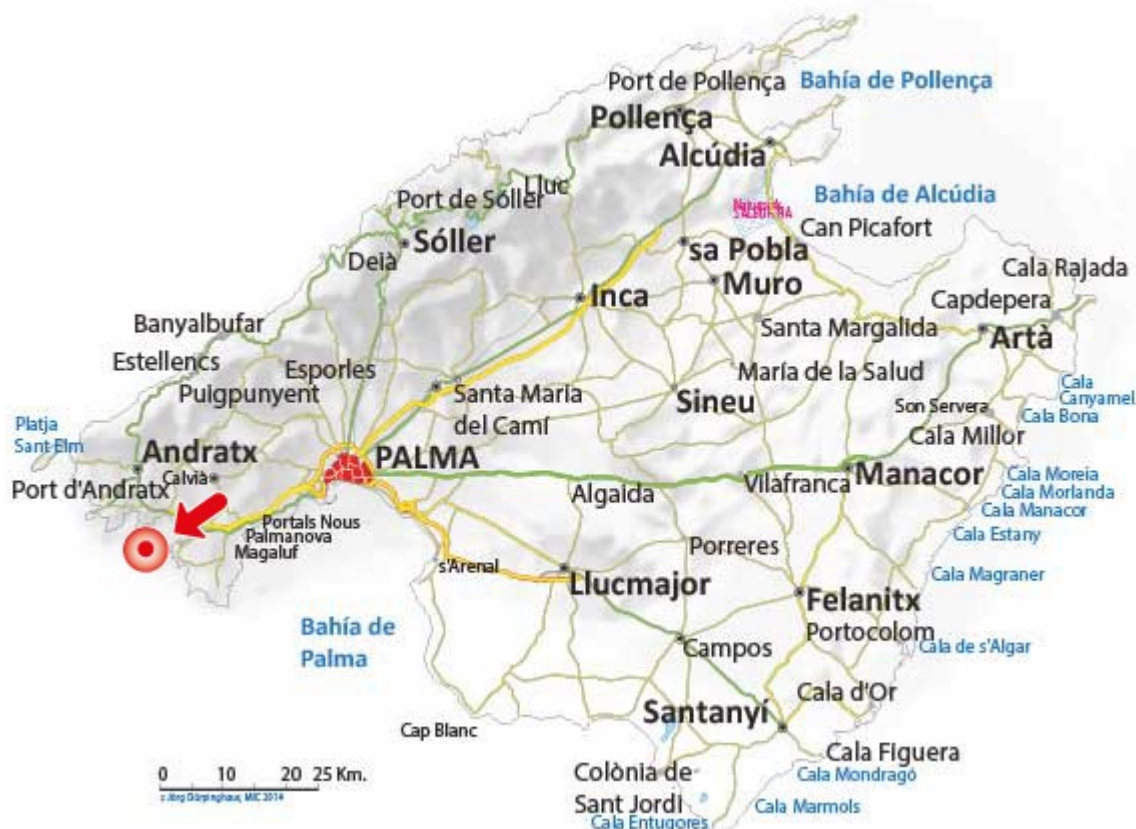 Port de Pollença
Bahía de Pollença
Pollença
Alcúdia
Lluc
Port de Sóller
Bahía de Alcúdia
Can Picafort
Sóller
sa Pobla
Deià
Muro
Cala Rajada
Inca
Capdepera
Banyalbufar
Santa Margalida
Artà
Estellencs
Esporles
Puigpunyent
Santa Maria
del Camí
María de la Salud
Sineu
Cala
Canyamel
Son Servera
Cala Bona
Platja
Sant Elm
Cala Millor
Andratx
PALMA
Calvià
Manacor
Cala Moreia
Port d'Andratx
Algaida
Vilafranca
Cala Morlanda
Cala Manacor
Portals Nous
Palmanova
Magaluf
Cala Estany
Porreres
s'Arenal
Cala Magraner
Llucmajor
Felanitx
Portocolom
Bahía de
Palma
Cala de s'Algar
Campos
Cala d'Or
Santanyí
Cap Blanc
Cala Figuera
0 10 20 25 Km.
Colònia de
Sant Jordi
Cala Mondragó
Cala Marmols
Cala Entugores